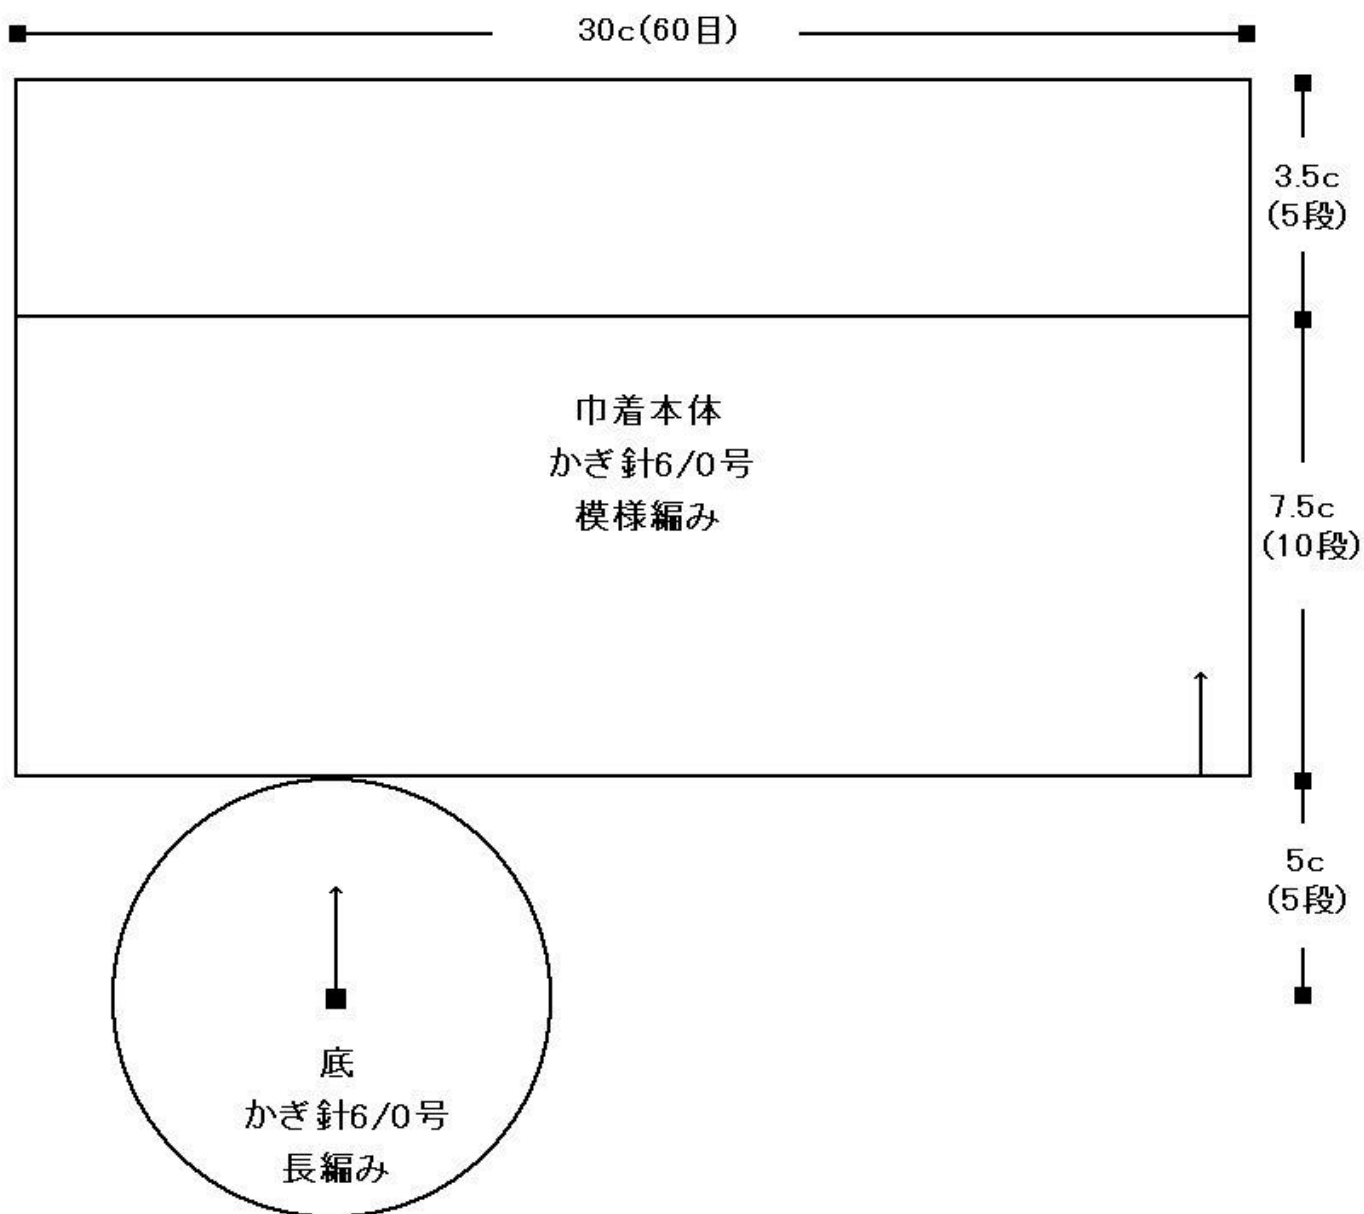 30c(60目)
3.5c
(5段)
巾着本体
かぎ針6/0号
模様編み
7.5c
(10段)
5c
(5段)
底
かぎ針6/0号
長編み